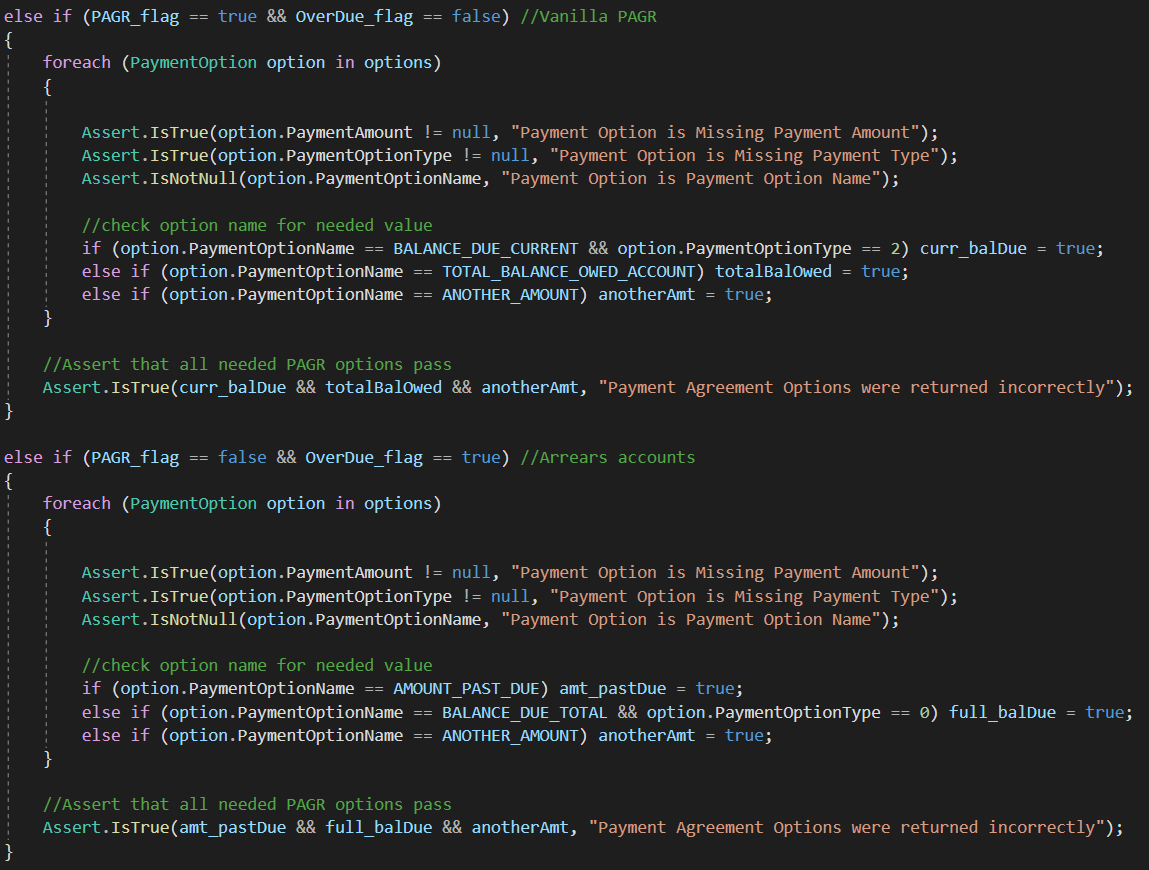 else if (PAGR_flag == true && OverDue_flag == false) //Vanilla PAGR
{
foreach (PaymentOption option in options)
{
Assert.IsTrue(option.PaymentAmount != null, "Payment Option is Missing Payment Amount");
Assert.IsTrue(option.PaymentOptionType != null, "Payment Option is Missing Payment Type");
Assert.IsNotNull(option.PaymentOptionName, "Payment Option is Payment Option Name");
//check option name for needed value
if (option.PaymentOptionName == BALANCE_DUE_CURRENT && option.PaymentOptionType == 2) curr_balDue = true;
else if (option.PaymentOptionName == TOTAL_BALANCE_OWED_ACCOUNT) totalBalOwed = true;
else if (option.PaymentOptionName == ANOTHER_AMOUNT) anotherAmt = true;
}
//Assert that all needed PAGR options pass
Assert.IsTrue(curr_balDue && totalBalOwed && anotherAmt, "Payment Agreement Options were returned incorrectly");
}
else if (PAGR_flag == false && OverDue_flag == true) //Arrears accounts
{
foreach (PaymentOption option in options)
{
Assert.IsTrue(option.PaymentAmount != null, "Payment Option is Missing Payment Amount");
Assert.IsTrue(option.PaymentOptionType != null, "Payment Option is Missing Payment Type");
Assert.IsNotNull(option.PaymentOptionName, "Payment Option is Payment Option Name");
//check option name for needed value
if (option.PaymentOptionName == AMOUNT_PAST_DUE) amt_pastDue = true;
else if (option.PaymentOptionName == BALANCE_DUE_TOTAL && option.PaymentOptionType == 0) full_balDue = true;
else if (option.PaymentOptionName == ANOTHER_AMOUNT) anotherAmt = true;
}
//Assert that all needed PAGR options pass
Assert.IsTrue(amt_pastDue && full_balDue && anotherAmt, "Payment Agreement Options were returned incorrectly");
}